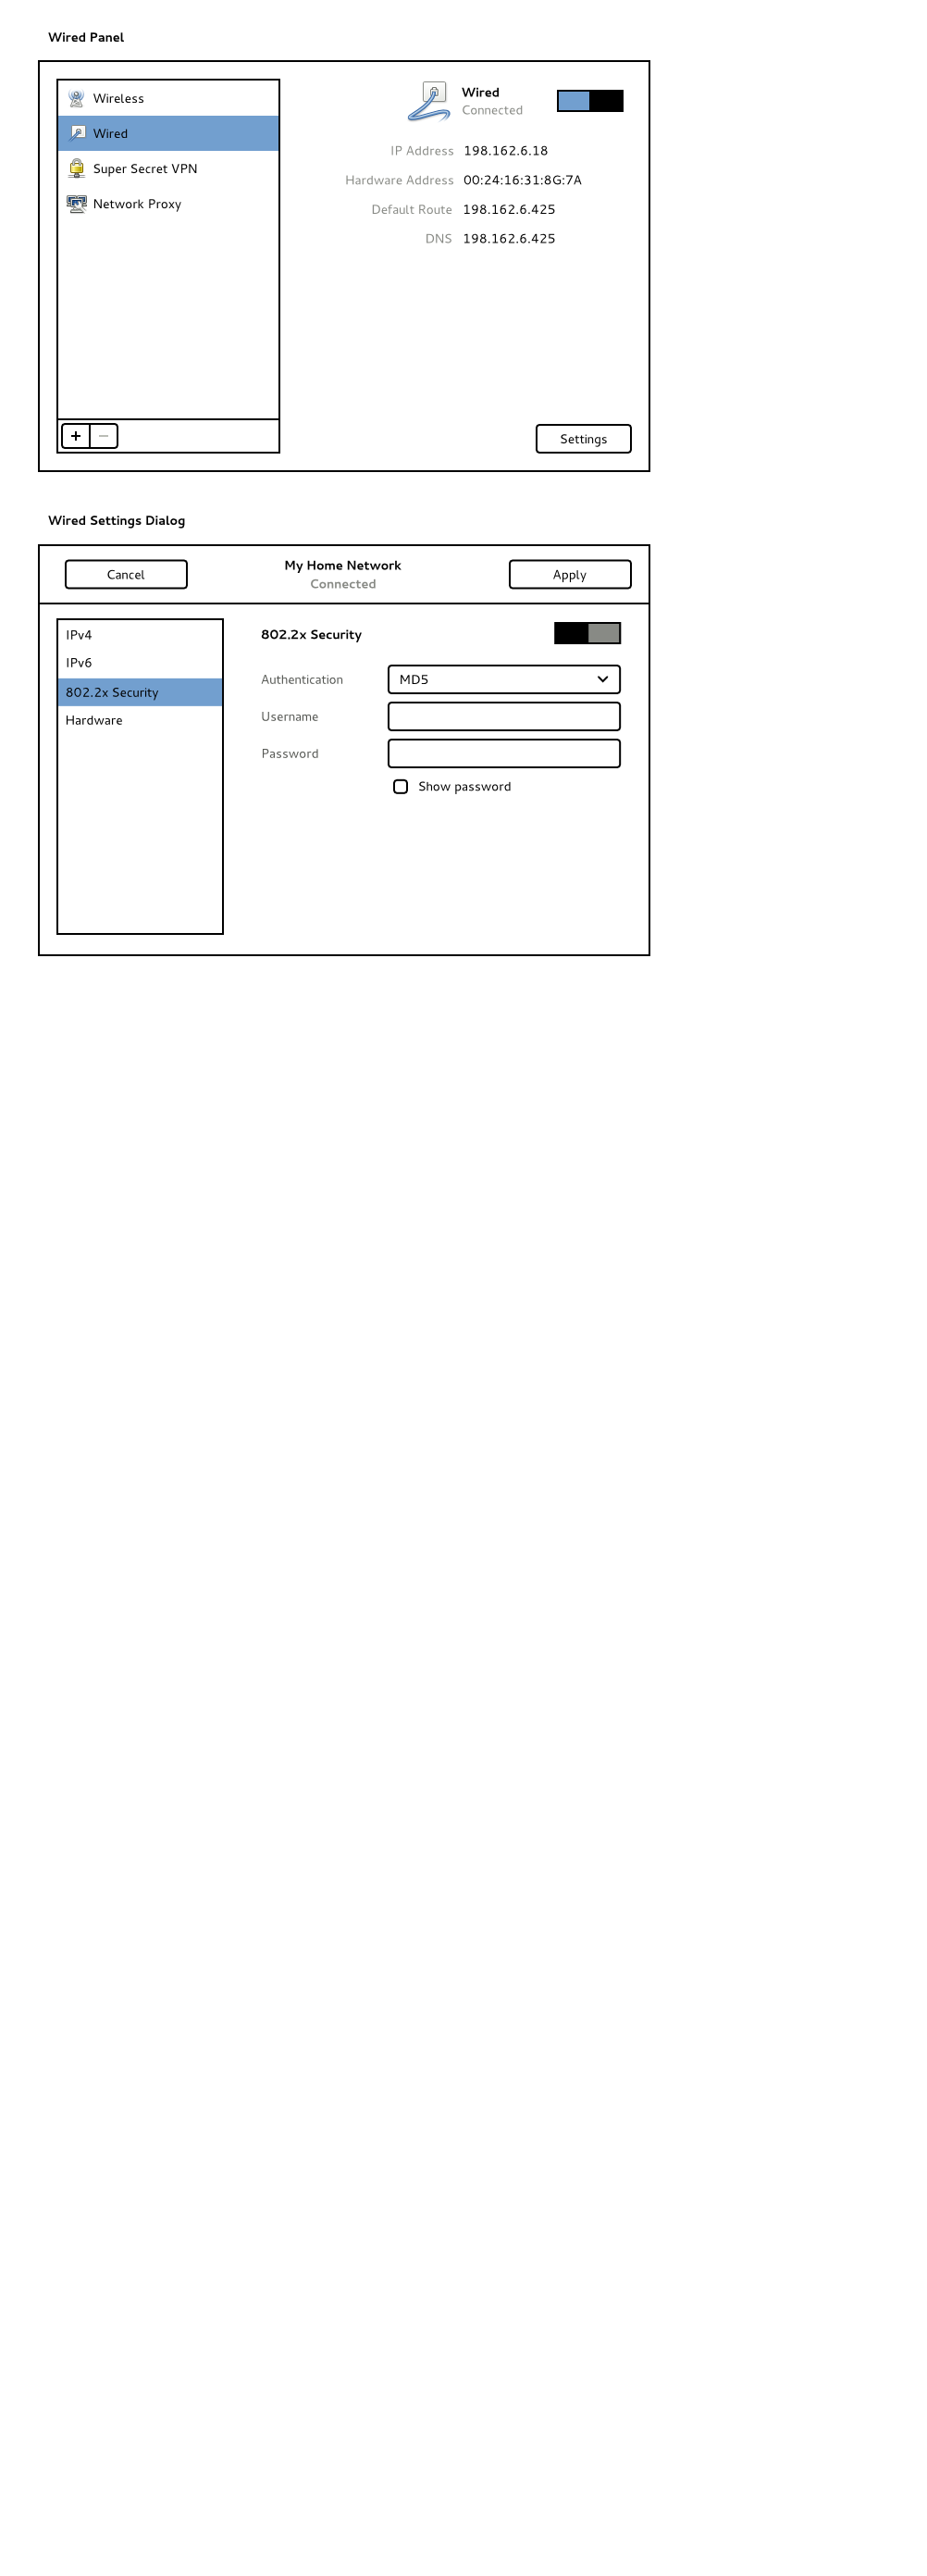 Wired Panel
Wireless
Wired
Super Secret VPN
Network Proxy
Wired
Connected
IP Address 198.162.6.18
Hardware Address 00:24:16:31:8G:7A
Default Route 198.162.6.425
DNS 198.162.6.425
Settings
Wired Settings Dialog
Cancel
My Home Network
Connected
Apply
IPv4
IPv6
802.2x Security
Hardware
802.2x Security
Authentication MD5
Username
Password
Show password